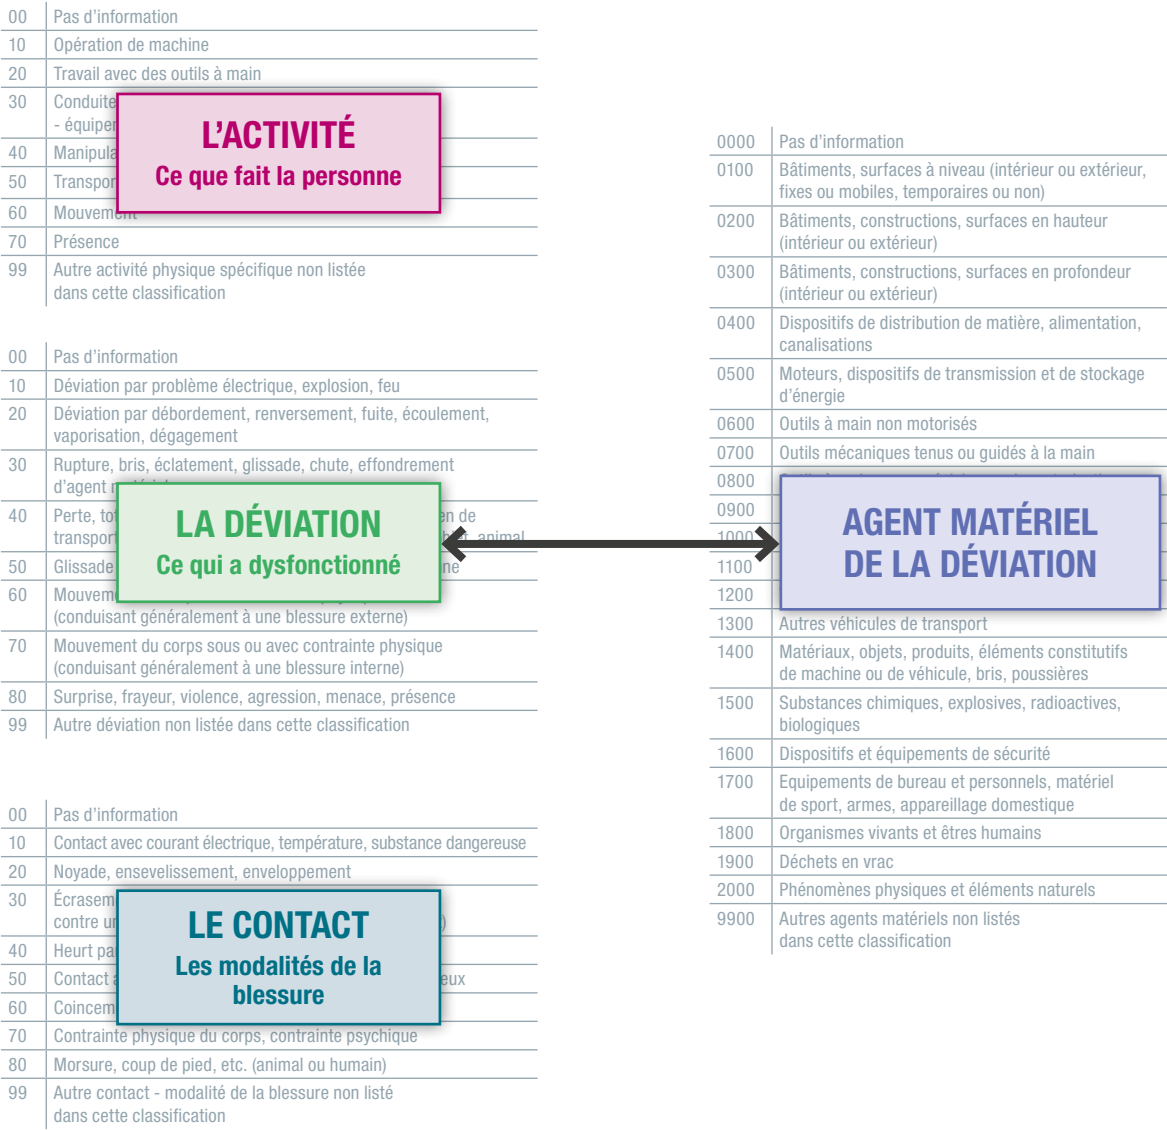 00 Pas d’information
10 Opération de machine
20 Travail avec des outils à main
30 Conduite
- équipe
40 Manipula
50 Transpor
60 Mouvement
70 Présence
99 Autre activité physique spécifique non listée
dans cette classification
L’ACTIVITÉ
Ce que fait la personne
00 Pas d’information
10 Déviation par problème électrique, explosion, feu
20 Déviation par débordement, renversement, fuite, écoulement,
vaporisation, dégagement
30 Rupture, bris, éclatement, glissade, chute, effondrement
d’agent
40 Perte, en de
transport animal
50 Glissade ne
60 Mouvem
(conduisant généralement à une blessure externe)
70 Mouvement du corps sous ou avec contrainte physique
(conduisant généralement à une blessure interne)
80 Surprise, frayeur, violence, agression, menace, présence
99 Autre déviation non listée dans cette classification
LA DÉVIATION
Ce qui a dysfonctionné
00 Pas d’information
10 Contact avec courant électrique, température, substance dangereuse
20 Noyade, ensevelissement, enveloppement
30 Écrasem
contre )
40 Heurt
50 Contact eux
60 Coincem
70 Contrainte physique du corps, contrainte psychique
80 Morsure, coup de pied, etc. (animal ou humain)
99 Autre contact - modalité de la blessure non listé
dans cette classification
LE CONTACT
Les modalités de la
blessure
0000 Pas d’information
0100 Bâtiments, surfaces à niveau (intérieur ou extérieur,
fixes ou mobiles, temporaires ou non)
0200 Bâtiments, constructions, surfaces en hauteur
(intérieur ou extérieur)
0300 Bâtiments, constructions, surfaces en profondeur
(intérieur ou extérieur)
0400 Dispositifs de distribution de matière, alimentation,
canalisations
0500 Moteurs, dispositifs de transmission et de stockage
d’énergie
0600 Outils à main non motorisés
0700 Outils mécaniques tenus ou guidés à la main
0800
0900
1000
1100
1200
1300 Autres véhicules de transport
1400 Matériaux, objets, produits, éléments constitutifs
de machine ou de véhicule, bris, poussières
1500 Substances chimiques, explosives, radioactives,
biologiques
1600 Dispositifs et équipements de sécurité
1700 Equipements de bureau et personnels, matériel
de sport, armes, appareillage domestique
1800 Organismes vivants et êtres humains
1900 Déchets en vrac
2000 Phénomènes physiques et éléments naturels
9900 Autres agents matériels non listés
dans cette classification
AGENT MATÉRIEL
DE LA DÉVIATION